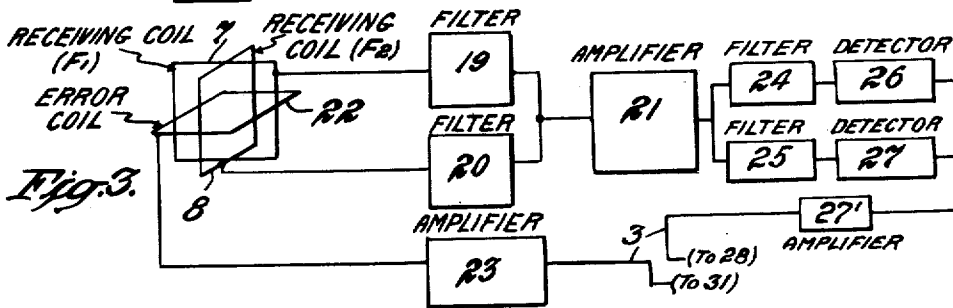 RECEIVING COIL
(F1)
7
RECEIVING
COIL (F2)
ERROR
COIL
22
8
Fig. 3.
FILTER
19
FILTER
20
AMPLIFIER
21
FILTER
24
DETECTOR
26
FILTER
25
DETECTOR
27
AMPLIFIER
23
3
(TO 28)
(TO 31)
27'
AMPLIFIER